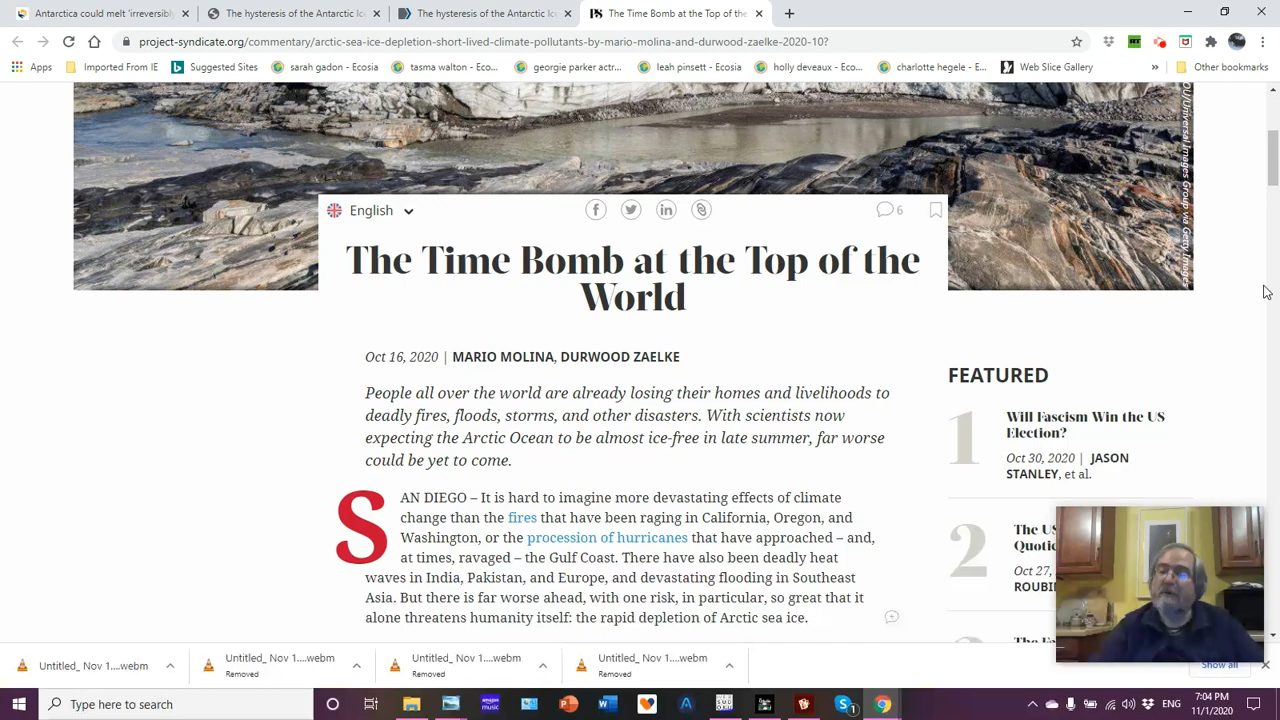 Antarctica could melt 'irreversibly
The hysteresis of the Antarctic Ic
The hysteresis of the Antarctic Ic
PS
The Time Bomb at the Top of the
project-syndicate.org/commentary/arctic-sea-ice-depletion-short-lived-climate-pollutants-by-mario-molina-and-durwood-zaelke-2020-10?
Apps
Imported From IE
Suggested Sites
sarah gadon - Ecosia
tasma walton - Eco...
georgie parker actr...
leah pinsett - Ecosia
holly deveaux - Eco...
charlotte hegele - E...
Web Slice Gallery
»
Other bookmarks
OU/Universal Images Group via Getty Images
English
6
The Time Bomb at the Top of the
World
Oct 16, 2020 | MARIO MOLINA, DURWOOD ZAELKE
People all over the world are already losing their homes and livelihoods to
deadly fires, floods, storms, and other disasters. With scientists now
expecting the Arctic Ocean to be almost ice-free in late summer, far worse
could be yet to come.
SAN DIEGO – It is hard to imagine more devastating effects of climate
change than the fires that have been raging in California, Oregon, and
Washington, or the procession of hurricanes that have approached – and,
at times, ravaged – the Gulf Coast. There have also been deadly heat
waves in India, Pakistan, and Europe, and devastating flooding in Southeast
Asia. But there is far worse ahead, with one risk, in particular, so great that it
alone threatens humanity itself: the rapid depletion of Arctic sea ice.
FEATURED
1
Will Fascism Win the US
Election?
Oct 30, 2020 | JASON
STANLEY, et al.
2
The US
Quotic
Oct 27,
ROUBIN
Untitled_ Nov 1....webm
Untitled_ Nov 1....webm
Removed
Untitled_ Nov 1....webm
Removed
Untitled_ Nov 1....webm
Removed
Show all
Type here to search
ENG
7:04 PM
11/1/2020